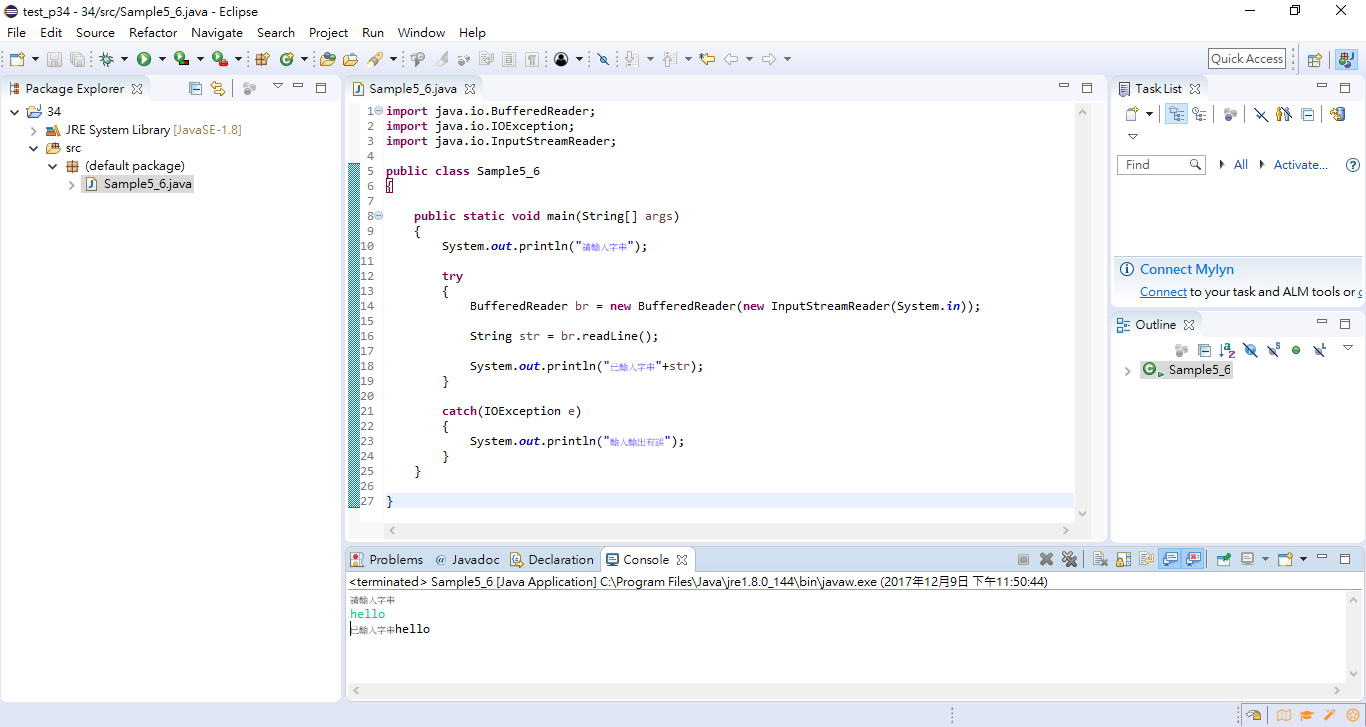 test_p34 - 34/src/Sample5_6.java - Eclipse
File Edit Source Refactor Navigate Search Project Run Window Help
Quick Access
Package Explorer
34
JRE System Library [JavaSE-1.8]
src
(default package)
Sample5_6.java
Sample5_6.java
1 import java.io.BufferedReader;
2 import java.io.IOException;
3 import java.io.InputStreamReader;
4
5 public class Sample5_6
6 {
7
8 public static void main(String[] args)
9 {
10 System.out.println("請輸入字串");
11
12 try
13 {
14 BufferedReader br = new BufferedReader(new InputStreamReader(System.in));
15
16 String str = br.readLine();
17
18 System.out.println("已輸入字串"+str);
19 }
20
21 catch(IOException e)
22 {
23 System.out.println("輸入輸出有誤");
24 }
25 }
26
27 }
Task List
Find All Activate...
Connect Mylyn
Connect to your task and ALM tools or c
Outline
Sample5_6
Problems @ Javadoc Declaration Console
<terminated> Sample5_6 [Java Application] C:\Program Files\Java\jre1.8.0_144\bin\javaw.exe (2017年12月9日 下午11:50:44)
請輸入字串
hello
已輸入字串hello